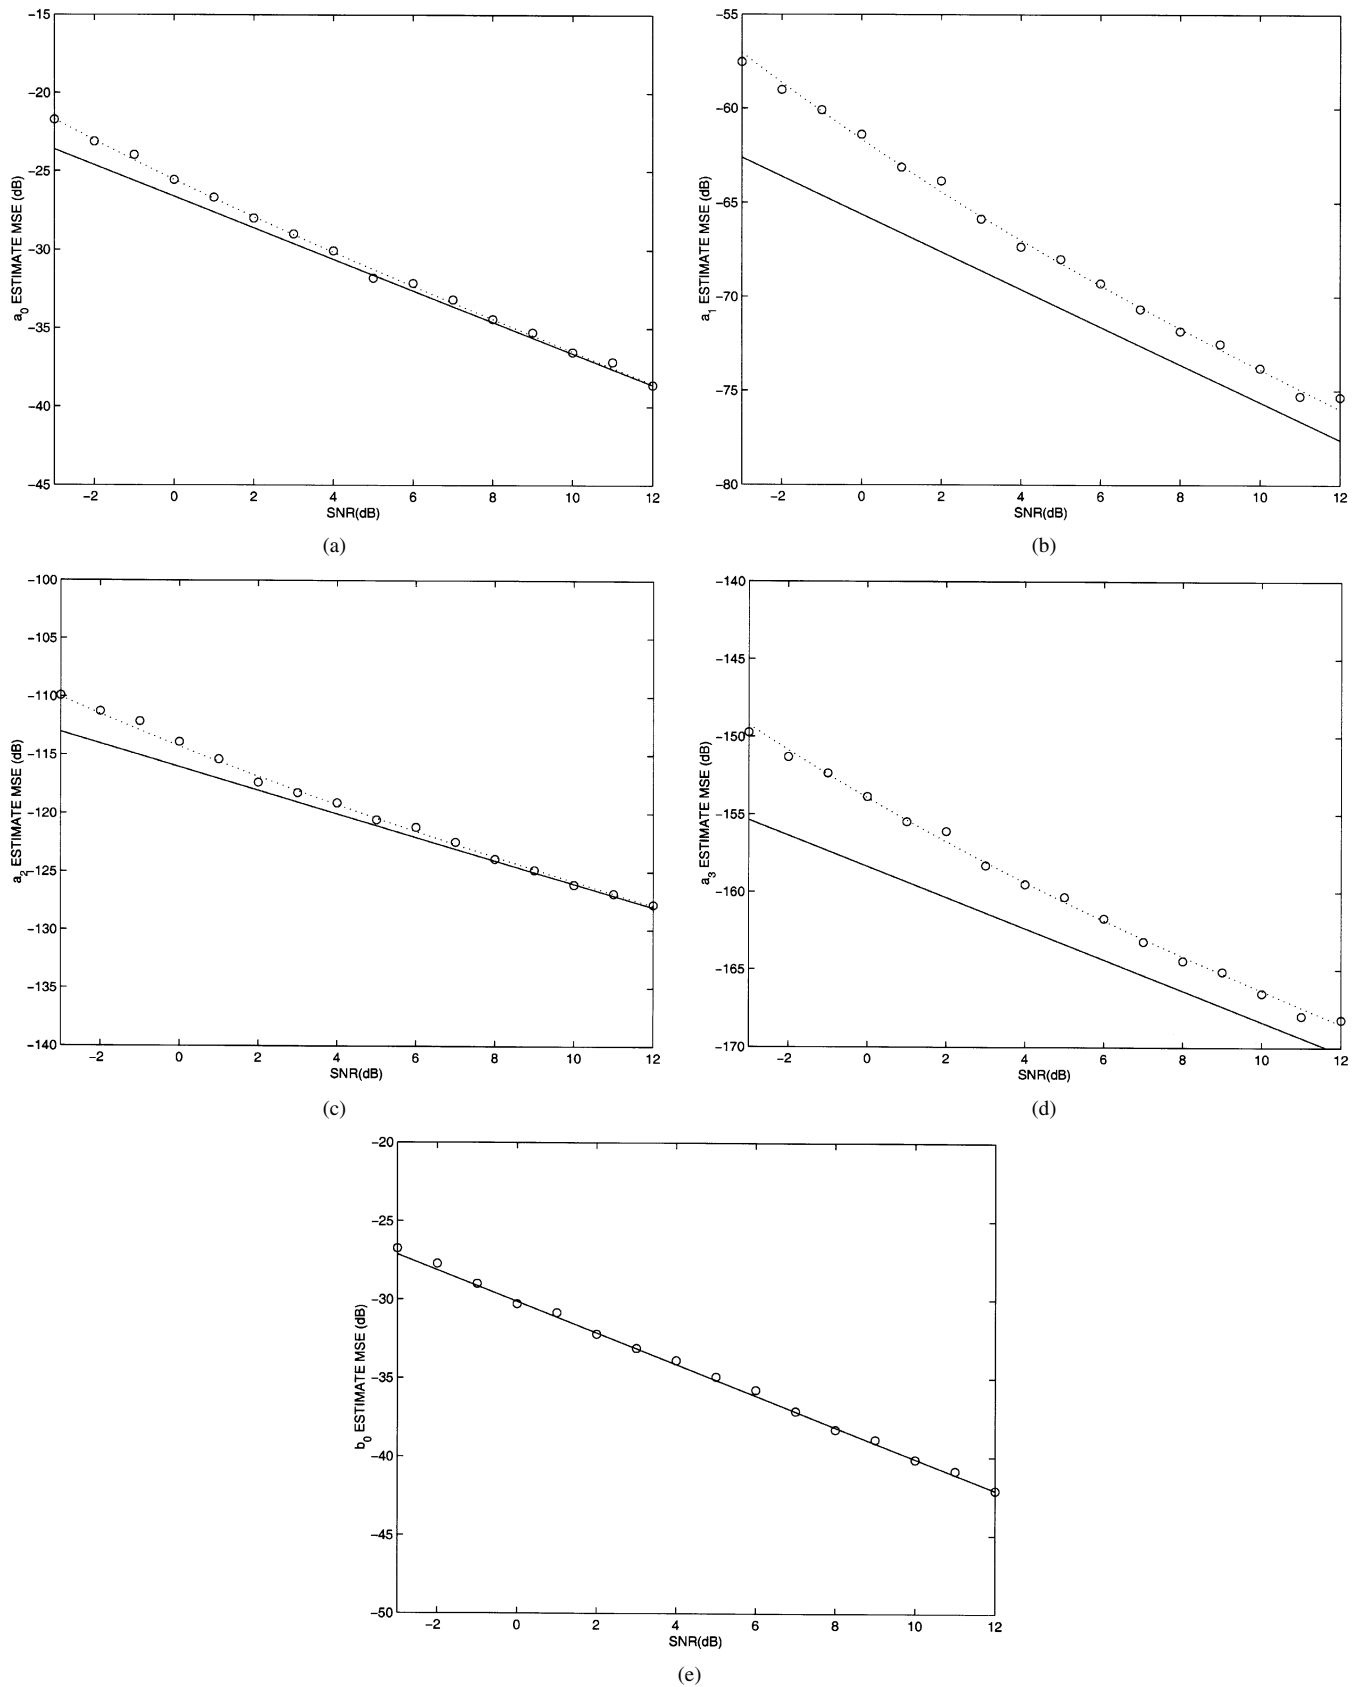 -15
-20
-25
-30
-35
-40
-45
a0 ESTIMATE MSE (dB)
-2 0 2 4 6 8 10 12
SNR(dB)
(a)
-55
-60
-65
-70
-75
-80
a1 ESTIMATE MSE (dB)
-2 0 2 4 6 8 10 12
SNR(dB)
(b)
-100
-105
-110
-115
-120
-125
-130
-135
-140
a2 ESTIMATE MSE (dB)
-2 0 2 4 6 8 10 12
SNR(dB)
(c)
-140
-145
-150
-155
-160
-165
-170
a3 ESTIMATE MSE (dB)
-2 0 2 4 6 8 10 12
SNR(dB)
(d)
-20
-25
-30
-35
-40
-45
-50
b0 ESTIMATE MSE (dB)
-2 0 2 4 6 8 10 12
SNR(dB)
(e)